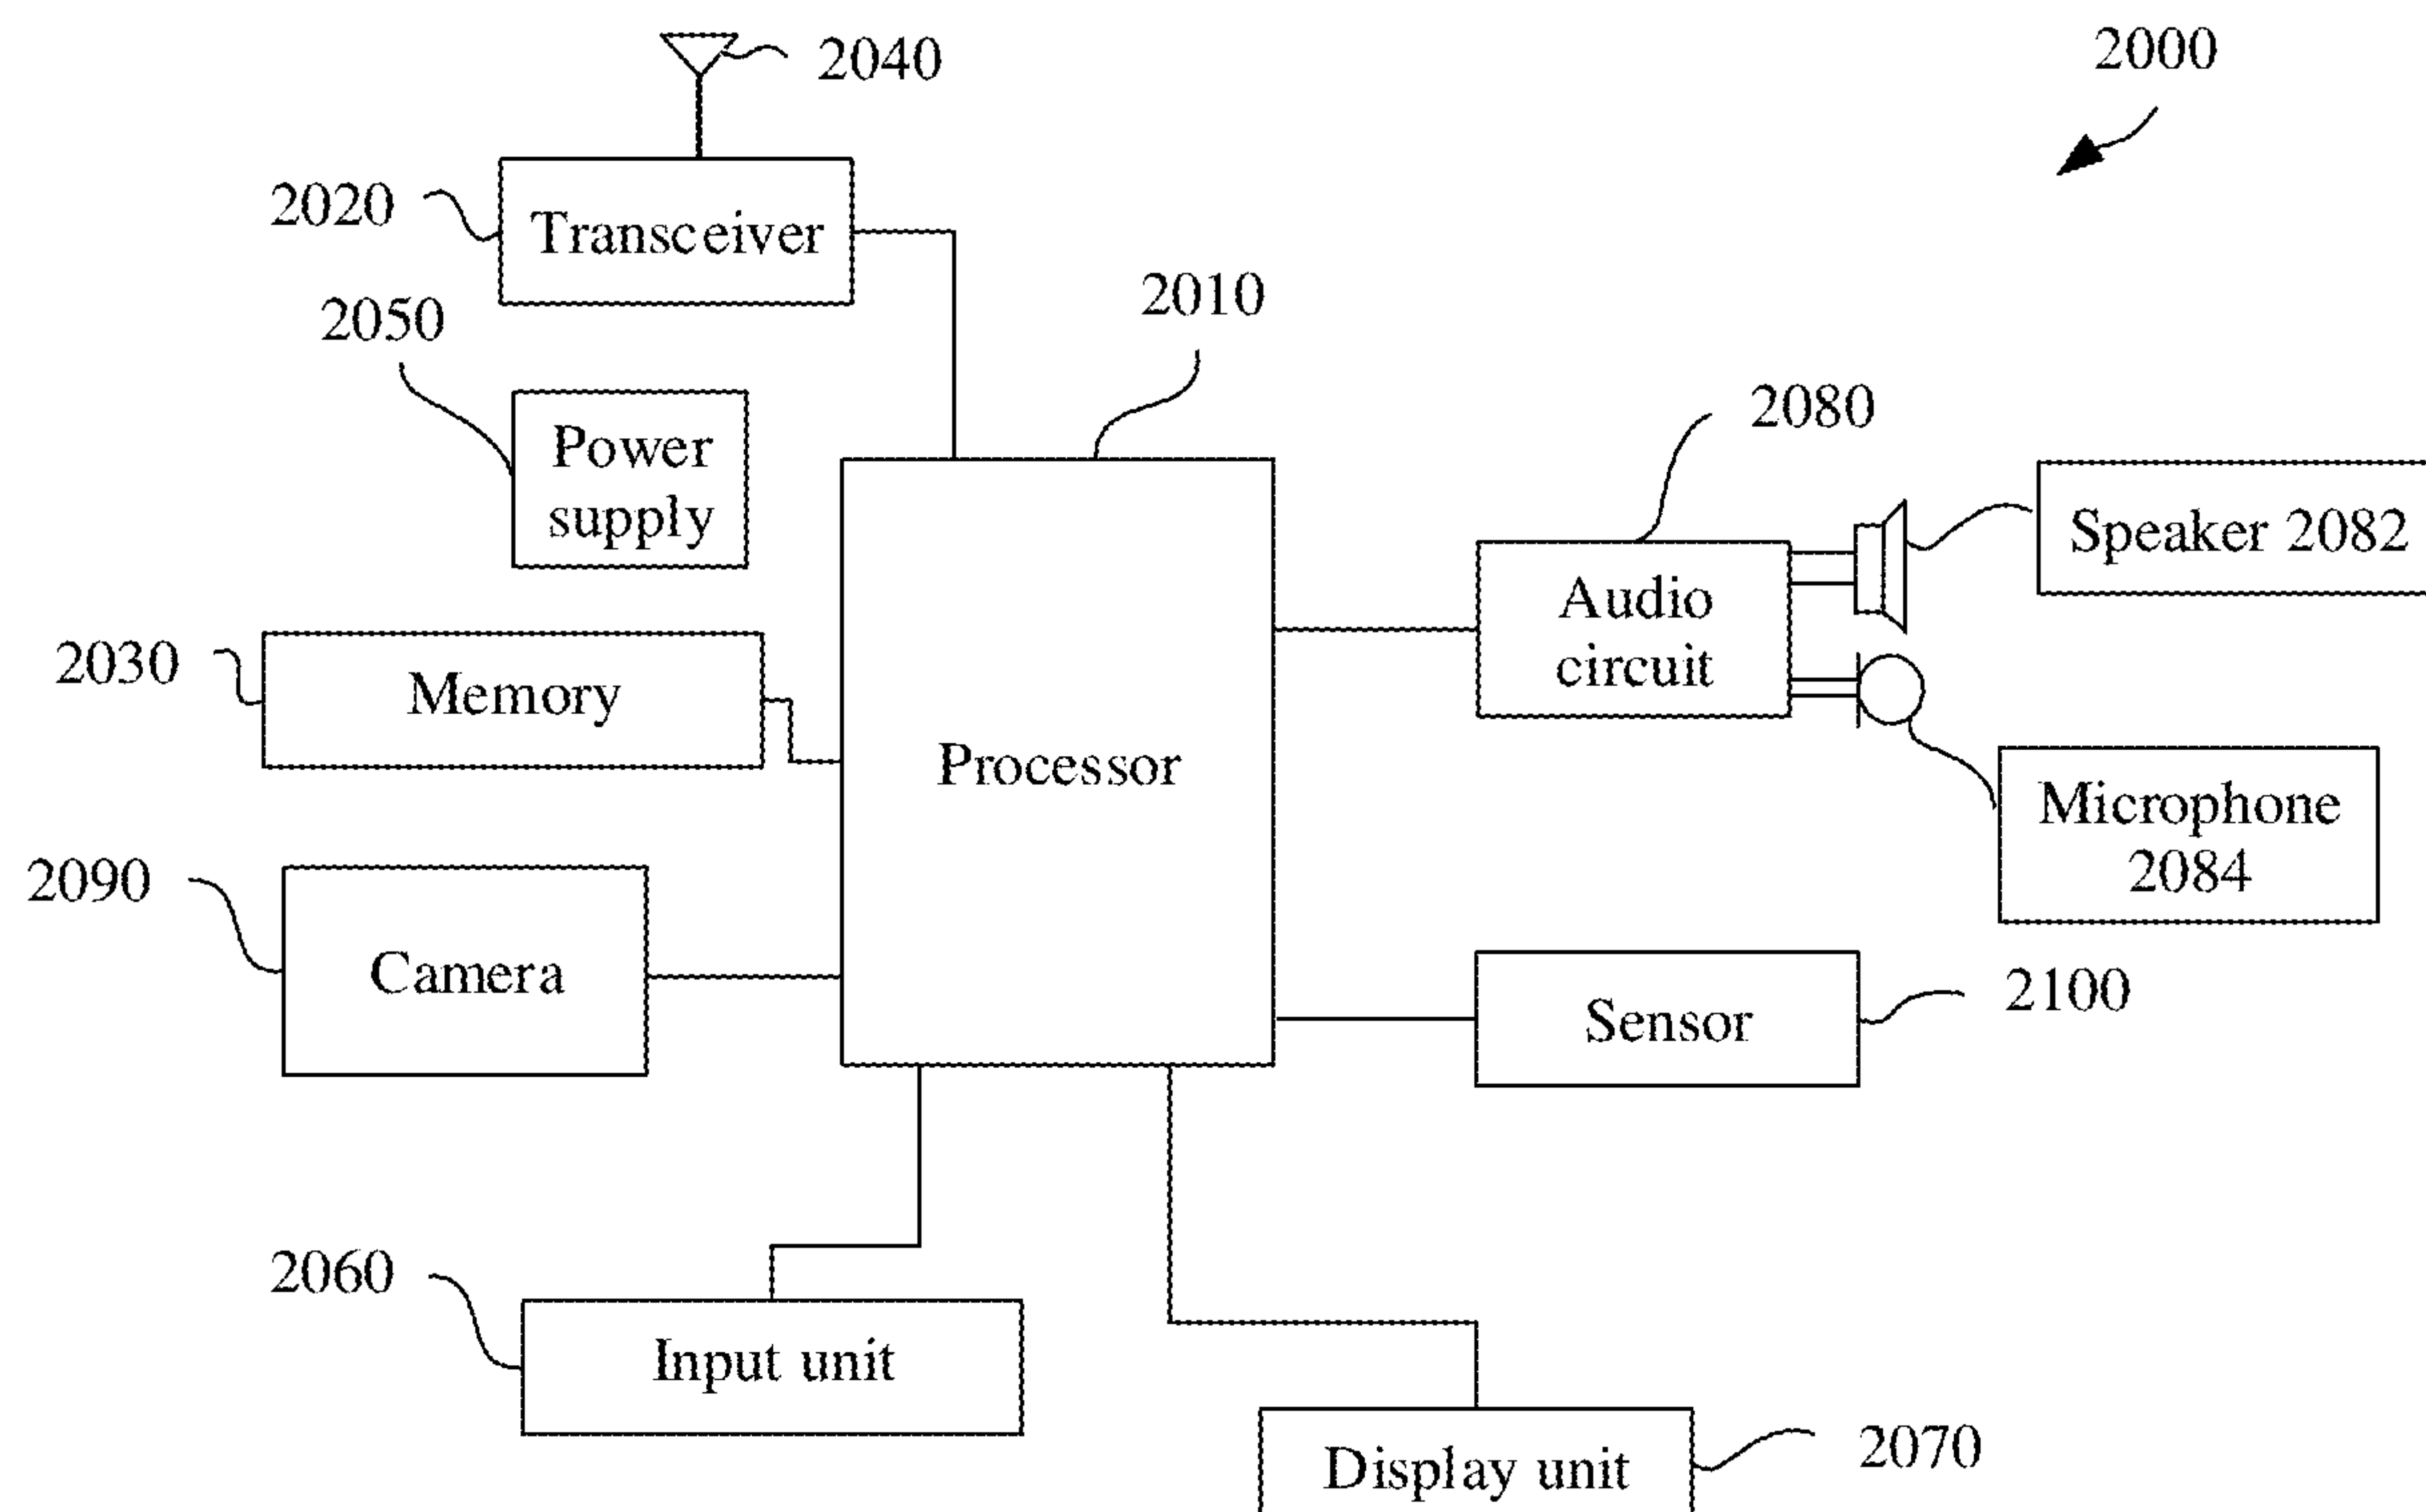 2040
2000
2020
Transceiver
2050
2010
Power
supply
2080
Speaker 2082
Audio
circuit
2030
Memory
Processor
Microphone
2084
2090
Camera
Sensor
2100
2060
Input unit
2070
Display unit